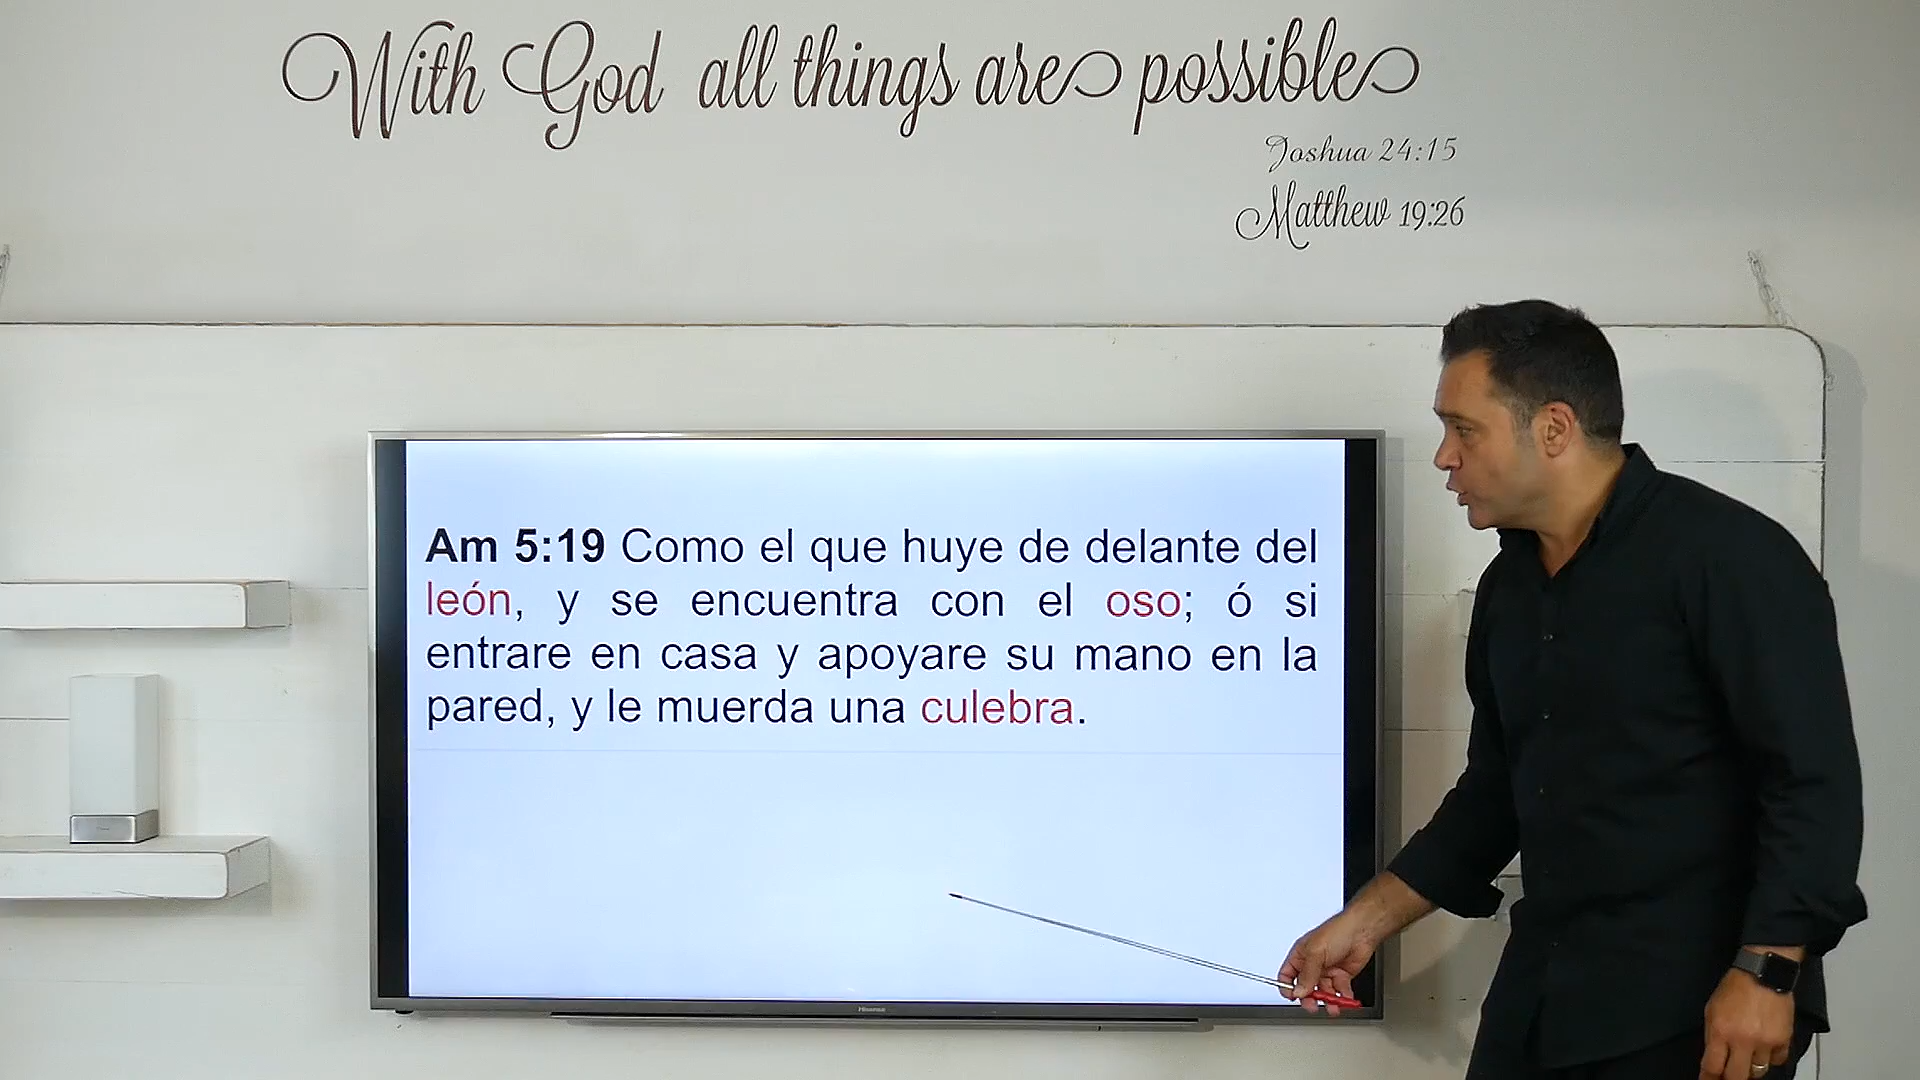 With God all things are possible
Joshua 24:15
Matthew 19:26
Am 5:19 Como el que huye de delante del
león, y se encuentra con el oso; ó si
entrare en casa y apoyare su mano en la
pared, y le muerda una culebra.
Hisense